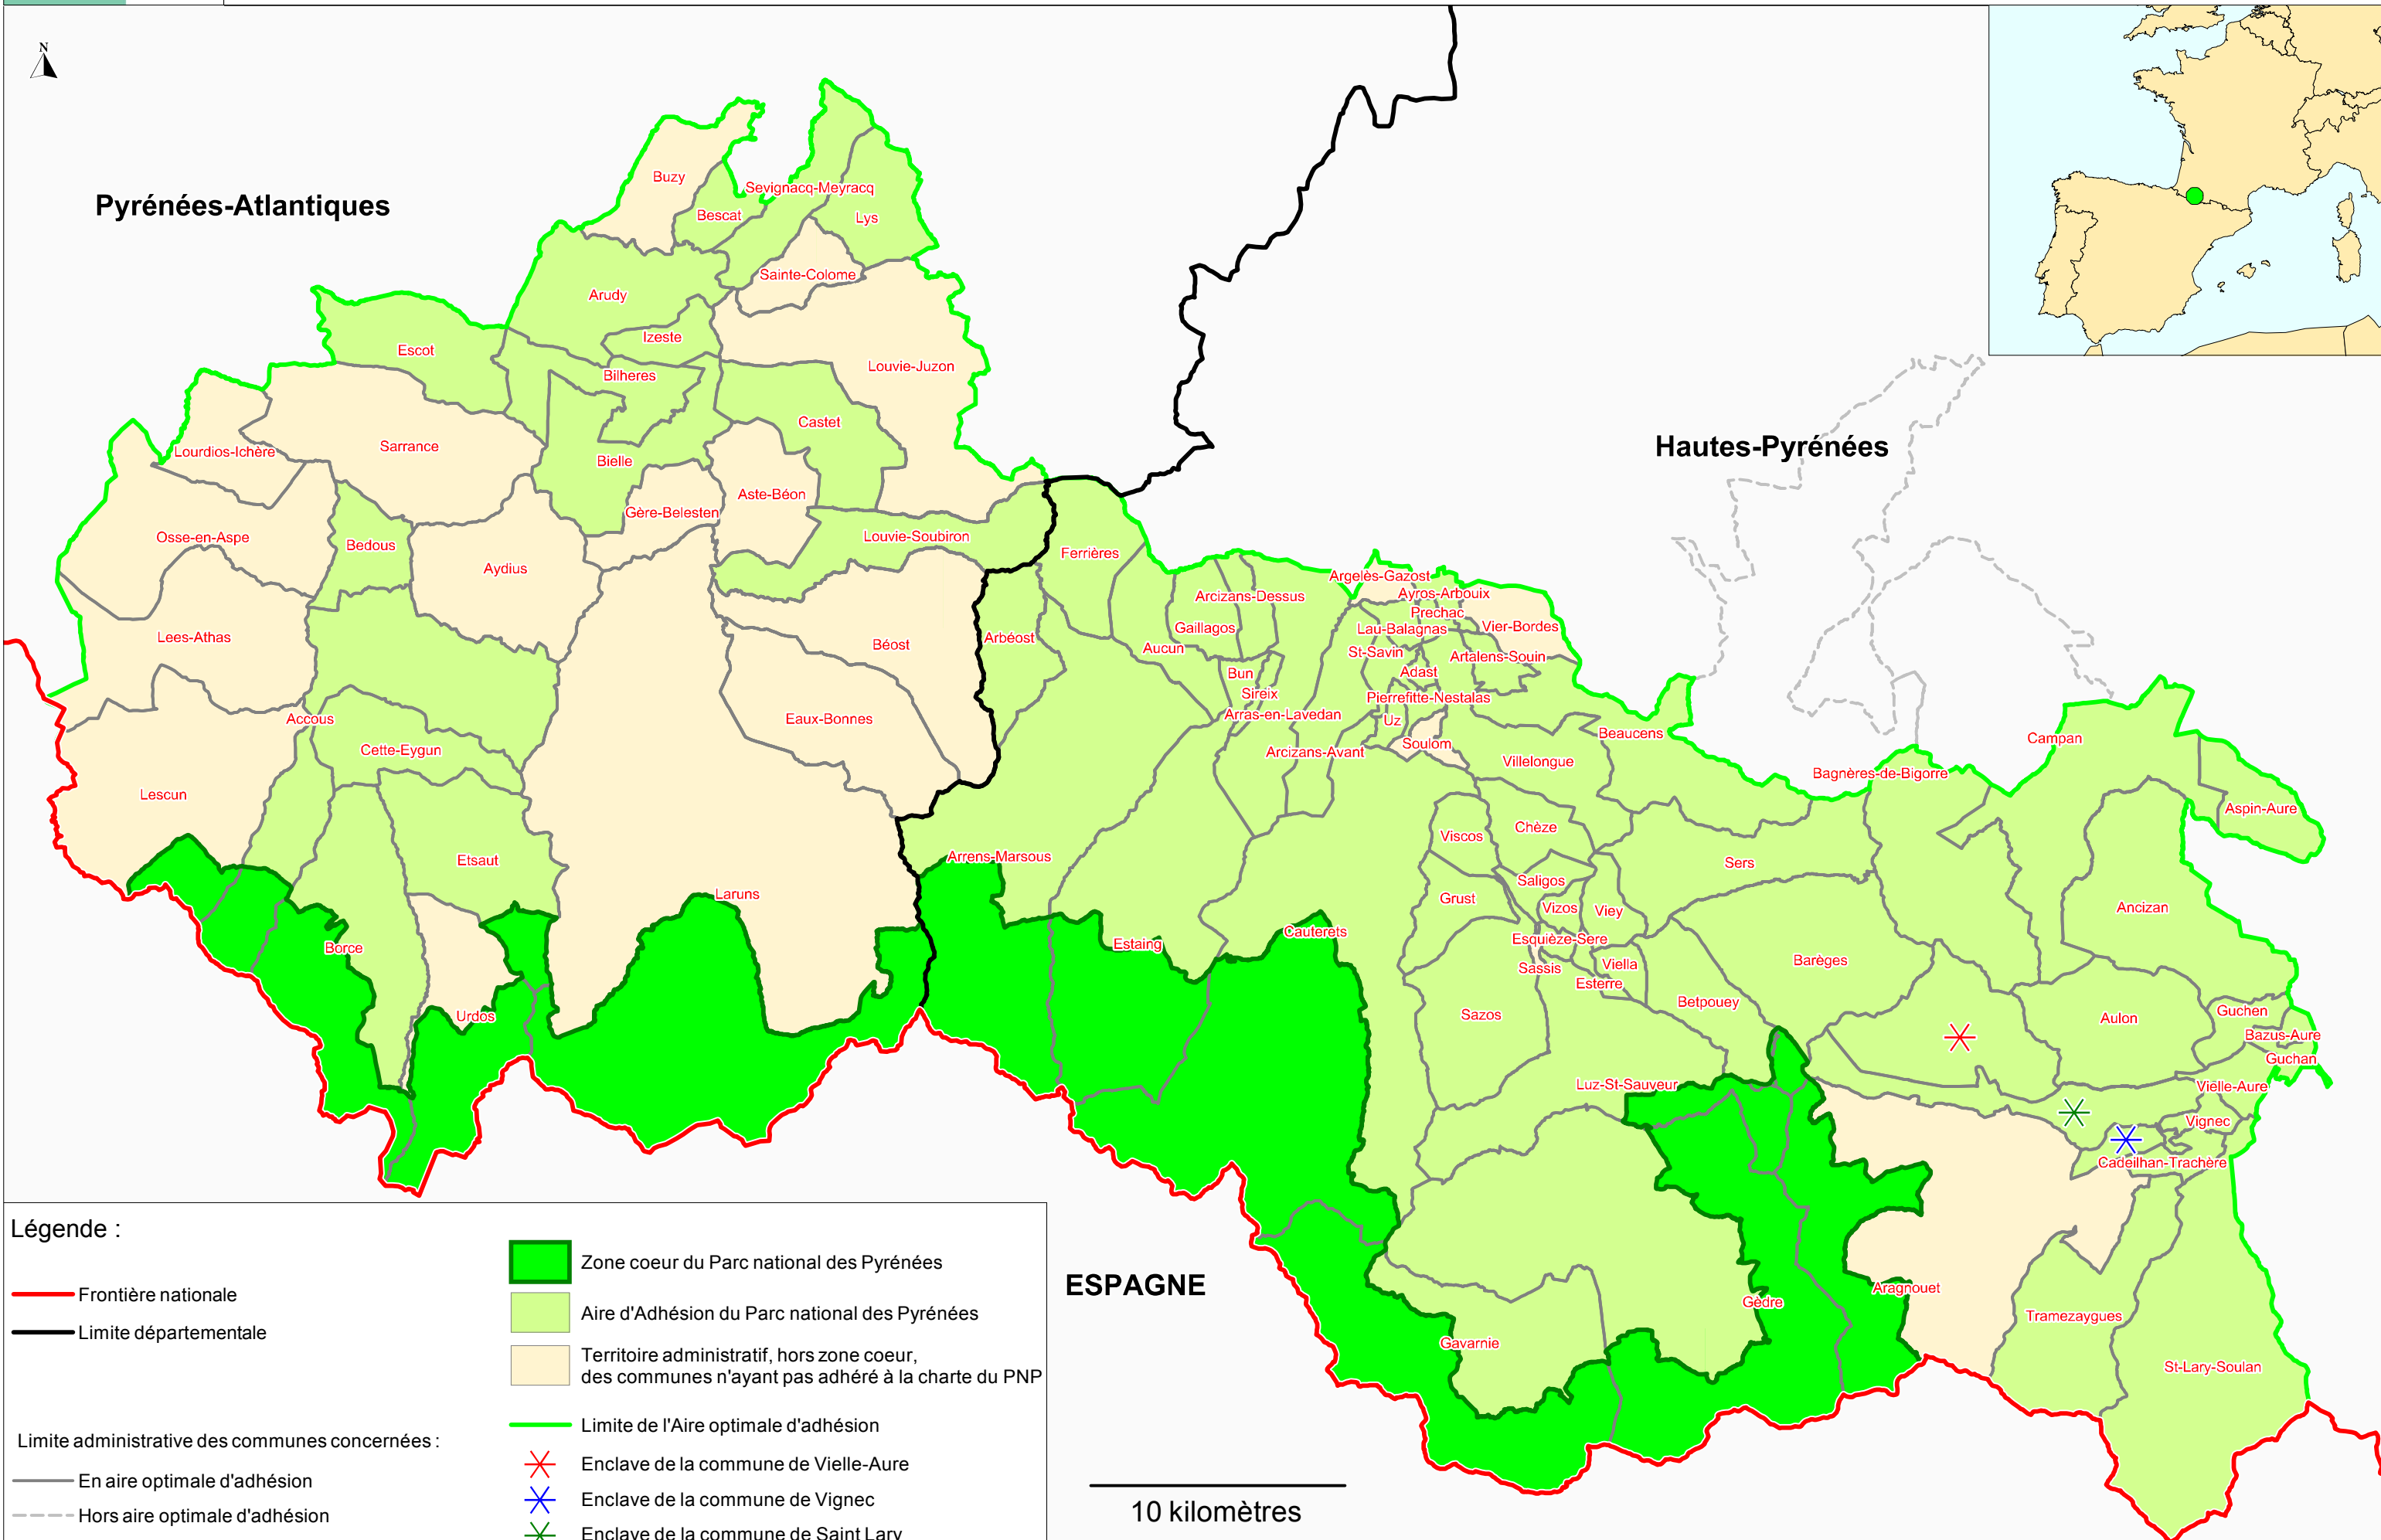 N
Pyrénées-Atlantiques
Hautes-Pyrénées
ESPAGNE
Buzy
Sevignacq-Meyracq
Bescat
Lys
Sainte-Colome
Arudy
Izeste
Escot
Bilheres
Louvie-Juzon
Castet
Sarrance
Lourdios-Ichère
Bielle
Aste-Béon
Gère-Belesten
Osse-en-Aspe
Bedous
Louvie-Soubiron
Aydius
Lees-Athas
Béost
Accous
Eaux-Bonnes
Cette-Eygun
Lescun
Etsaut
Laruns
Borce
Urdos
Ferrières
Arbéost
Argelès-Gazost
Arcizans-Dessus
Ayros-Arbouix
Prechac
Gaillagos
Lau-Balagnas
Vier-Bordes
Aucun
St-Savin
Artalens-Souin
Bun
Adast
Sireix
Pierrefitte-Nestalas
Arras-en-Lavedan
Uz
Beaucens
Soulom
Arcizans-Avant
Villelongue
Campan
Bagnères-de-Bigorre
Aspin-Aure
Chèze
Viscos
Arrens-Marsous
Sers
Saligos
Grust
Vizos
Viey
Ancizan
Cauterets
Estaing
Esquièze-Sere
Barèges
Sassis
Viella
Esterre
Betpouey
Sazos
Guchen
Aulon
Bazus-Aure
Guchan
Luz-St-Sauveur
Vielle-Aure
Vignec
Cadeilhan-Trachère
Aragnouet
Gèdre
Tramezaygues
Gavarnie
St-Lary-Soulan
10 kilomètres
Légende :
Frontière nationale
Limite départementale
Limite administrative des communes concernées :
En aire optimale d'adhésion
Hors aire optimale d'adhésion
Zone coeur du Parc national des Pyrénées
Aire d'Adhésion du Parc national des Pyrénées
Territoire administratif, hors zone coeur,
des communes n'ayant pas adhéré à la charte du PNP
Limite de l'Aire optimale d'adhésion
Enclave de la commune de Vielle-Aure
Enclave de la commune de Vignec
Enclave de la commune de Saint Lary